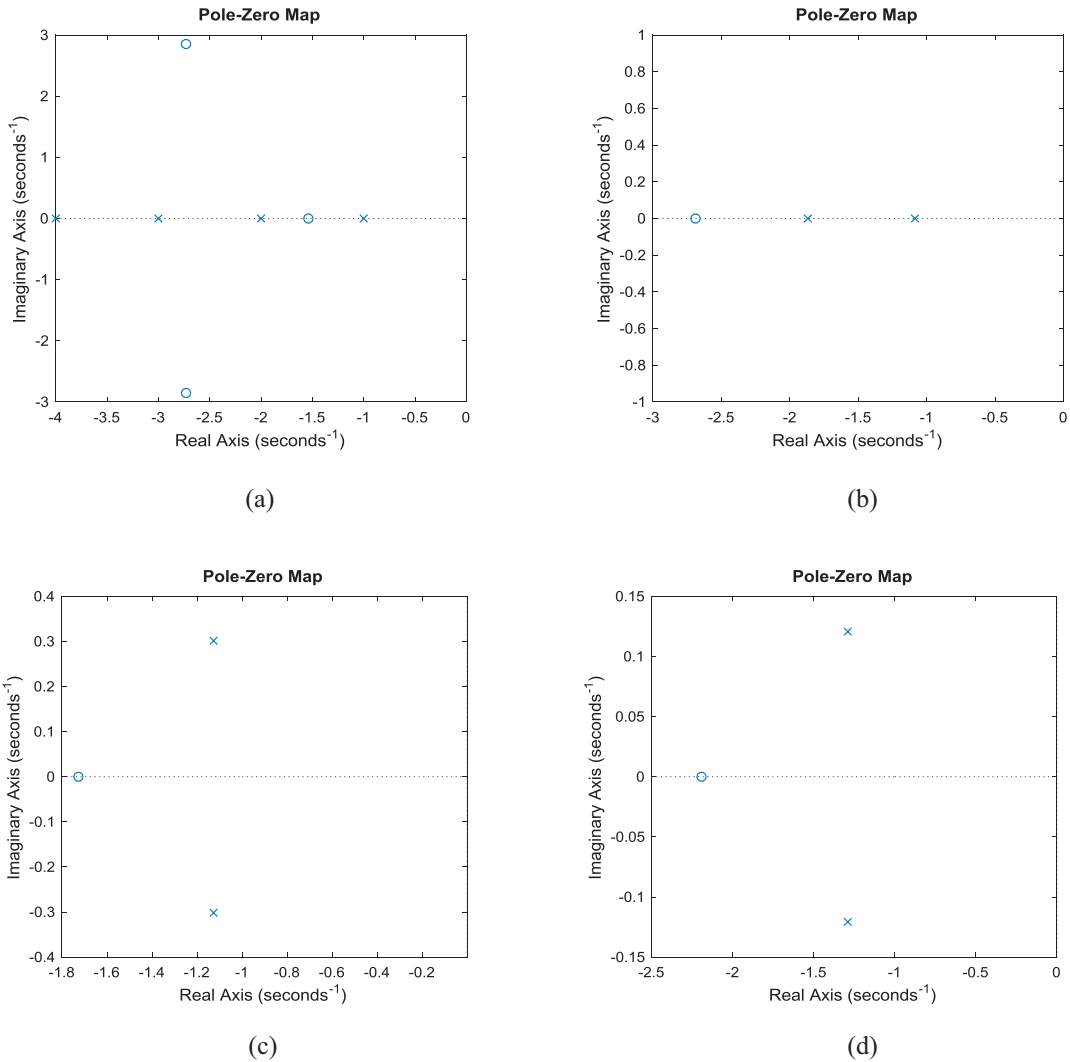 Pole-Zero Map
3
2
1
0
-1
-2
-3
-4 -3.5 -3 -2.5 -2 -1.5 -1 -0.5 0
Imaginary Axis (seconds⁻¹)
Real Axis (seconds⁻¹)
(a)
Pole-Zero Map
1
0.8
0.6
0.4
0.2
0
-0.2
-0.4
-0.6
-0.8
-1
-3 -2.5 -2 -1.5 -1 -0.5 0
Imaginary Axis (seconds⁻¹)
Real Axis (seconds⁻¹)
(b)
Pole-Zero Map
0.4
0.3
0.2
0.1
0
-0.1
-0.2
-0.3
-0.4
-1.8 -1.6 -1.4 -1.2 -1 -0.8 -0.6 -0.4 -0.2
Imaginary Axis (seconds⁻¹)
Real Axis (seconds⁻¹)
(c)
Pole-Zero Map
0.15
0.1
0.05
0
-0.05
-0.1
-0.15
-2.5 -2 -1.5 -1 -0.5 0
Imaginary Axis (seconds⁻¹)
Real Axis (seconds⁻¹)
(d)